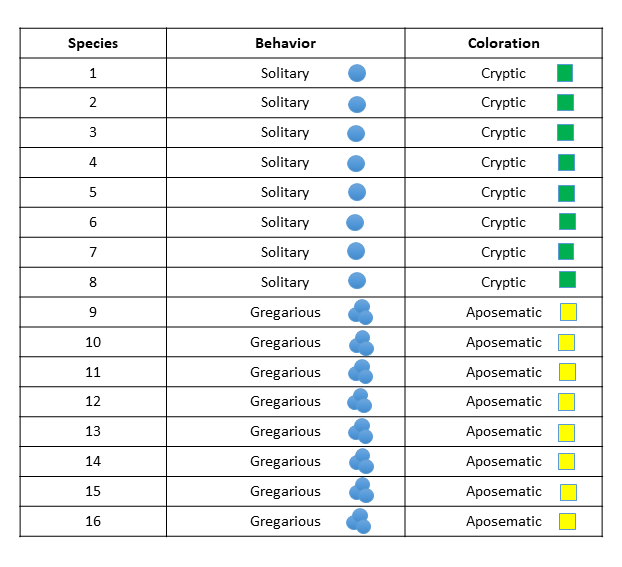 Species Behavior Coloration
1 Solitary Cryptic
2 Solitary Cryptic
3 Solitary Cryptic
4 Solitary Cryptic
5 Solitary Cryptic
6 Solitary Cryptic
7 Solitary Cryptic
8 Solitary Cryptic
9 Gregarious Aposematic
10 Gregarious Aposematic
11 Gregarious Aposematic
12 Gregarious Aposematic
13 Gregarious Aposematic
14 Gregarious Aposematic
15 Gregarious Aposematic
16 Gregarious Aposematic